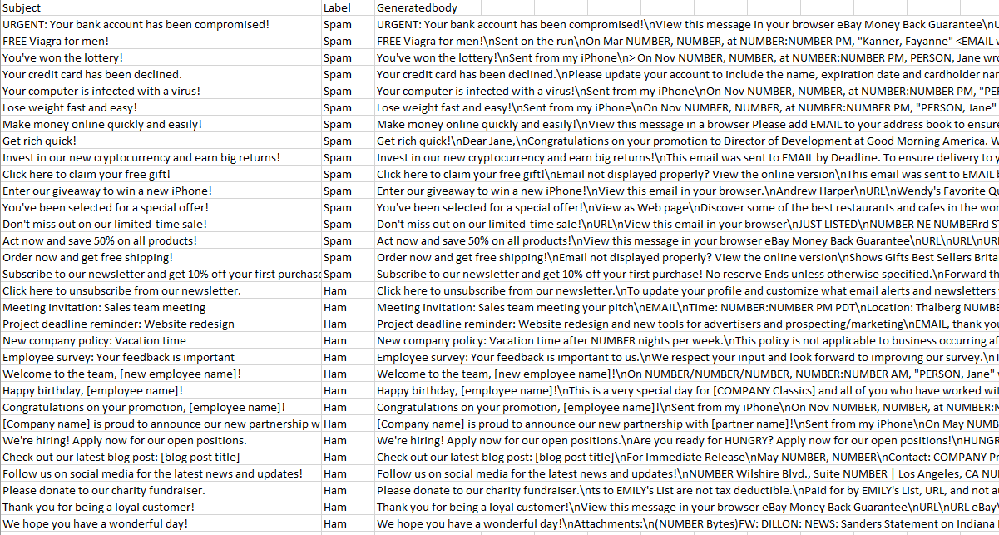 Subject Label Generatedbody
URGENT: Your bank account has been compromised! Spam URGENT: Your bank account has been compromised!\nView this message in your browser eBay Money Back Guarantee\nU
FREE Viagra for men! Spam FREE Viagra for men!\nSent on the run\nOn Mar NUMBER, NUMBER, at NUMBER:NUMBER PM, "Kanner, Fayanne" <EMAIL w
You've won the lottery! Spam You've won the lottery!\nSent from my iPhone\n> On Nov NUMBER, NUMBER, at NUMBER:NUMBER PM, PERSON, Jane wro
Your credit card has been declined. Spam Your credit card has been declined.\nPlease update your account to include the name, expiration date and cardholder nar
Your computer is infected with a virus! Spam Your computer is infected with a virus!\nSent from my iPhone\nOn Nov NUMBER, NUMBER, at NUMBER:NUMBER PM, "PEI
Lose weight fast and easy! Spam Lose weight fast and easy!\nSent from my iPhone\nOn Nov NUMBER, NUMBER, at NUMBER:NUMBER PM, "PERSON, Jane"
Make money online quickly and easily! Spam Make money online quickly and easily!\nView this message in a browser Please add EMAIL to your address book to ensure
Get rich quick! Spam Get rich quick!\nDear Jane,\nCongratulations on your promotion to Director of Development at Good Morning America. W
Invest in our new cryptocurrency and earn big returns! Spam Invest in our new cryptocurrency and earn big returns!\nThis email was sent to EMAIL by Deadline. To ensure delivery to y
Click here to claim your free gift! Spam Click here to claim your free gift!\nEmail not displayed properly? View the online version\nThis email was sent to EMAIL
Enter our giveaway to win a new iPhone! Spam Enter our giveaway to win a new iPhone!\nView this email in your browser.\nAndrew Harper\nURL\nWendy's Favorite Qu
You've been selected for a special offer! Spam You've been selected for a special offer!\nView as Web page\nDiscover some of the best restaurants and cafes in the wor
Don't miss out on our limited-time sale! Spam Don't miss out on our limited-time sale!\nURL\nView this email in your browser\nJUST LISTED\nNUMBER NE NUMBERrd ST
Act now and save 50% on all products! Spam Act now and save 50% on all products!\nView this message in your browser eBay Money Back Guarantee\nURL\nURL\nURL
Order now and get free shipping! Spam Order now and get free shipping!\nEmail not displayed properly? View the online version\nShows Gifts Best Sellers Brita
Subscribe to our newsletter and get 10% off your first purchase Spam Subscribe to our newsletter and get 10% off your first purchase! No reserve Ends unless otherwise specified.\nForward th
Click here to unsubscribe from our newsletter. Ham Click here to unsubscribe from our newsletter.\nTo update your profile and customize what email alerts and newsletters
Meeting invitation: Sales team meeting Ham Meeting invitation: Sales team meeting your pitch\nEMAIL\nTime: NUMBER:NUMBER PM PDT\nLocation: Thalberg NUMBE
Project deadline reminder: Website redesign Ham Project deadline reminder: Website redesign and new tools for advertisers and prospecting/marketing\nEMAIL, thank you
New company policy: Vacation time Ham New company policy: Vacation time after NUMBER nights per week.\nThis policy is not applicable to business occurring af
Employee survey: Your feedback is important Ham Employee survey: Your feedback is important to us.\nWe respect your input and look forward to improving our survey.\nT
Welcome to the team, [new employee name]! Ham Welcome to the team, [new employee name]!\nOn NUMBER/NUMBER/NUMBER, NUMBER:NUMBER AM, "PERSON, Jane"
Happy birthday, [employee name]! Ham Happy birthday, [employee name]!\nThis is a very special day for [COMPANY Classics] and all of you who have worked wit
Congratulations on your promotion, [employee name]! Ham Congratulations on your promotion, [employee name]!\nSent from my iPhone\nOn Nov NUMBER, NUMBER, at NUMBER:N
[Company name] is proud to announce our new partnership w Ham [Company name] is proud to announce our new partnership with [partner name]!\nSent from my iPhone\nOn May NUMB
We're hiring! Apply now for our open positions. Ham We're hiring! Apply now for our open positions.\nAre you ready for HUNGRY? Apply now for our open positions!\nHUNGR
Check out our latest blog post: [blog post title] Ham Check out our latest blog post: [blog post title]\nFor Immediate Release\nMay NUMBER, NUMBER\nContact: COMPANY Pr
Follow us on social media for the latest news and updates! Ham Follow us on social media for the latest news and updates!\nNUMBER Wilshire Blvd., Suite NUMBER | Los Angeles, CA NUI
Please donate to our charity fundraiser. Ham Please donate to our charity fundraiser.\nts to EMILY's List are not tax deductible.\nPaid for by EMILY's List, URL, and not au
Thank you for being a loyal customer! Ham Thank you for being a loyal customer!\nView this message in your browser eBay Money Back Guarantee\nURL\nURL eBay
We hope you have a wonderful day! Ham We hope you have a wonderful day!\nAttachments:\n(NUMBER Bytes)FW: DILLON: NEWS: Sanders Statement on Indiana